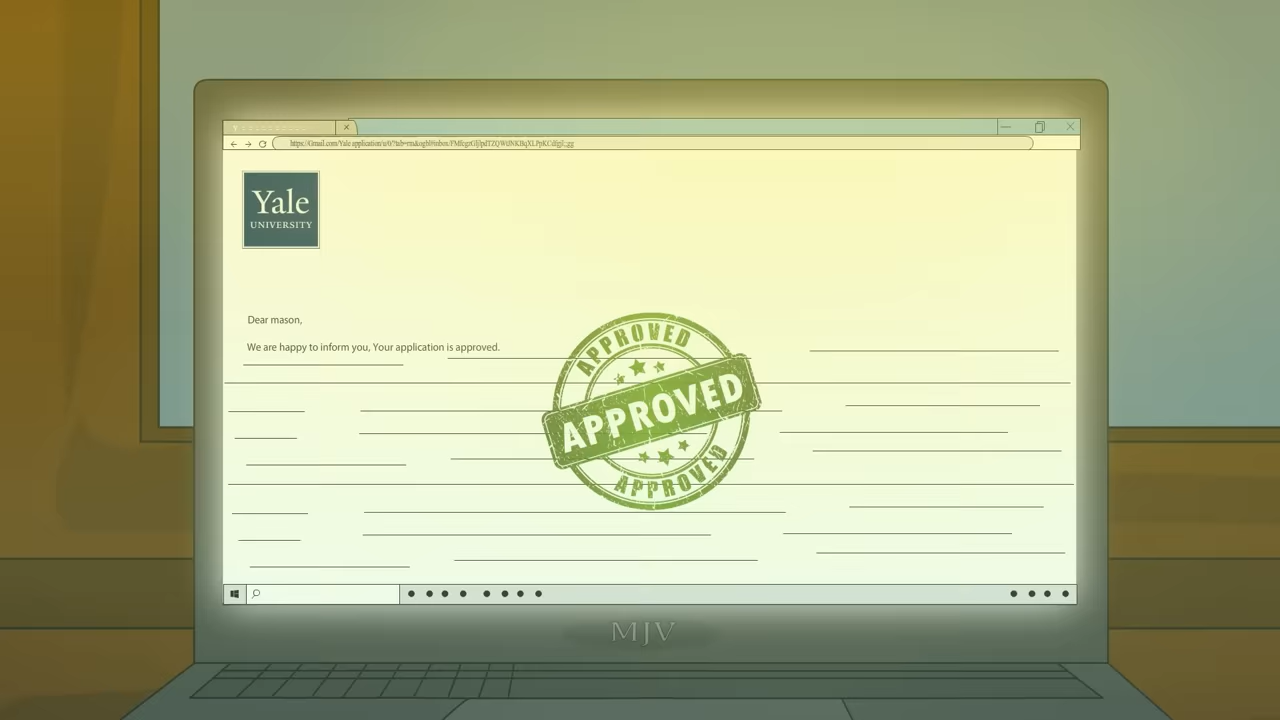 Yale
UNIVERSITY
Dear mason,
We are happy to inform you, Your application is approved.
APPROVED
APPROVED
APPROVED
MJV